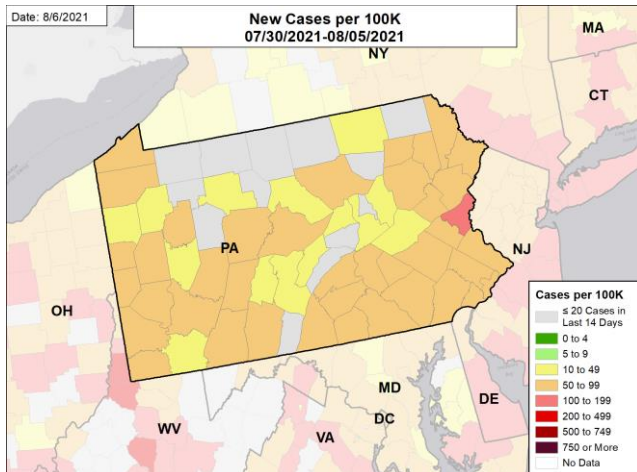 Date: 8/6/2021
New Cases per 100K
07/30/2021-08/05/2021
NY
MA
CT
PA
NJ
OH
MD
DE
WV
DC
VA
Cases per 100K
≤ 20 Cases in
Last 14 Days
0 to 4
5 to 9
10 to 49
50 to 99
100 to 199
200 to 499
500 to 749
750 or More
No Data